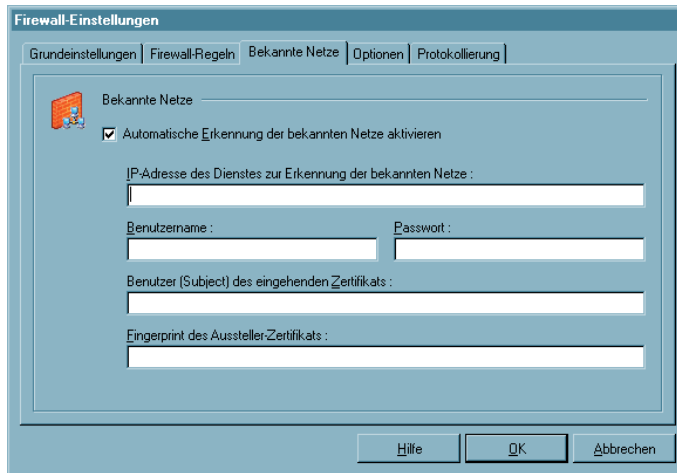 Firewall-Einstellungen
Grundeinstellungen Firewall-Regeln Bekannte Netze Optionen Protokollierung
Bekannte Netze
Automatische Erkennung der bekannten Netze aktivieren
IP-Adresse des Dienstes zur Erkennung der bekannten Netze :
Benutzername : Passwort :
Benutzer (Subject) des eingehenden Zertifikats :
Fingerprint des Aussteller-Zertifikats :
Hilfe OK Abbrechen